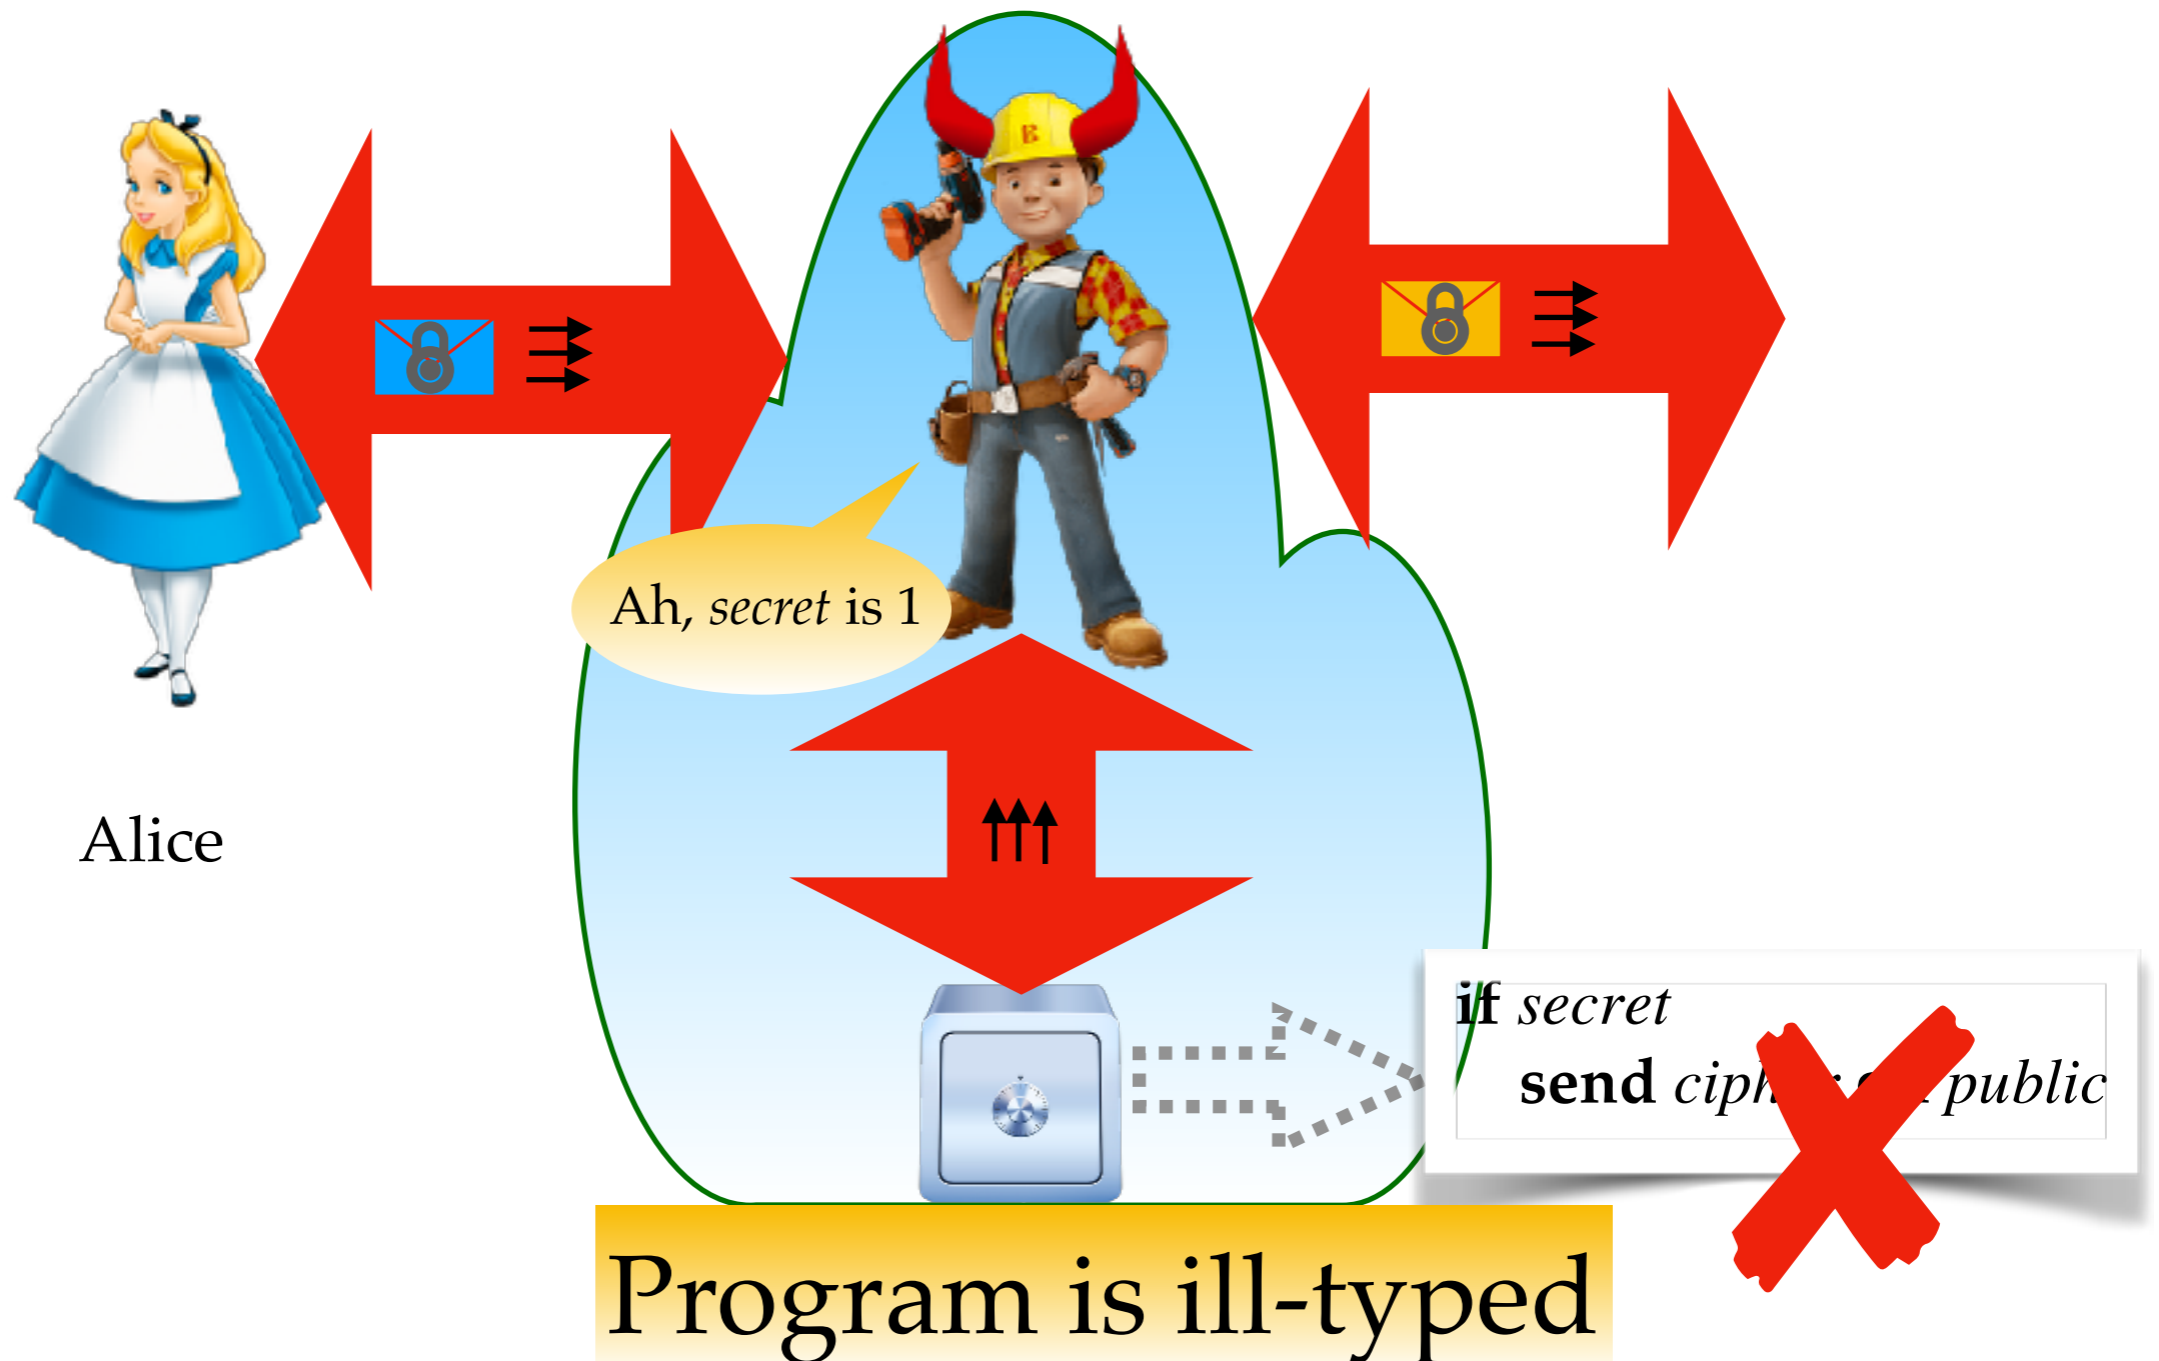 B
Ah, secret is 1
Alice
if secret
send public
Program is ill-typed